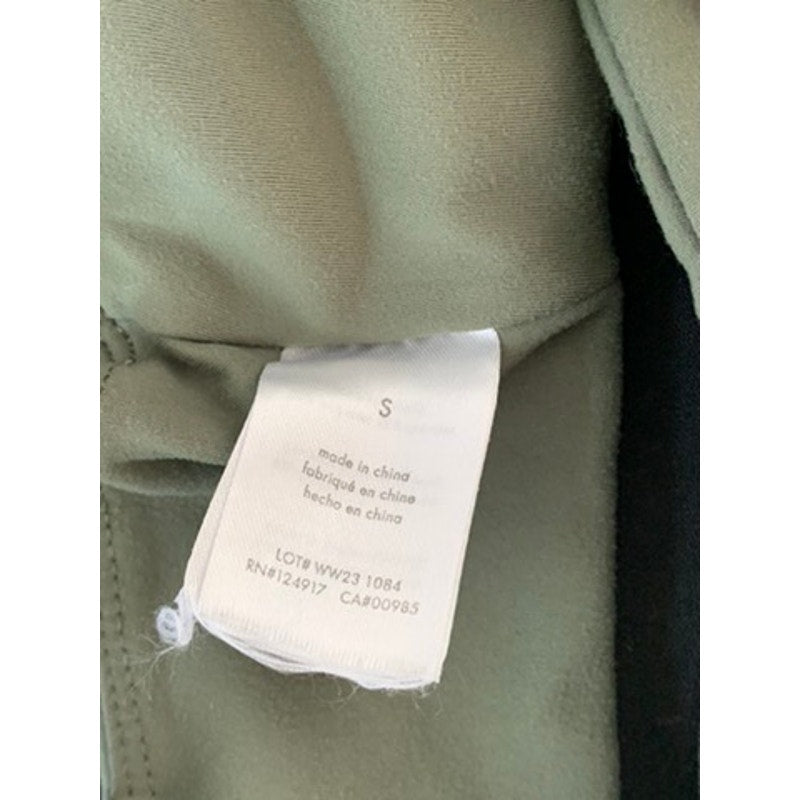 S
made in china
fabriqué en chine
hecho en china
LOT# WW23 1084
RN#124917 CA#00985